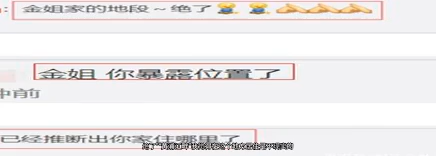 金姐家的地段~绝了
金姐 你暴露位置了
中前
已经推断出你家住哪里了